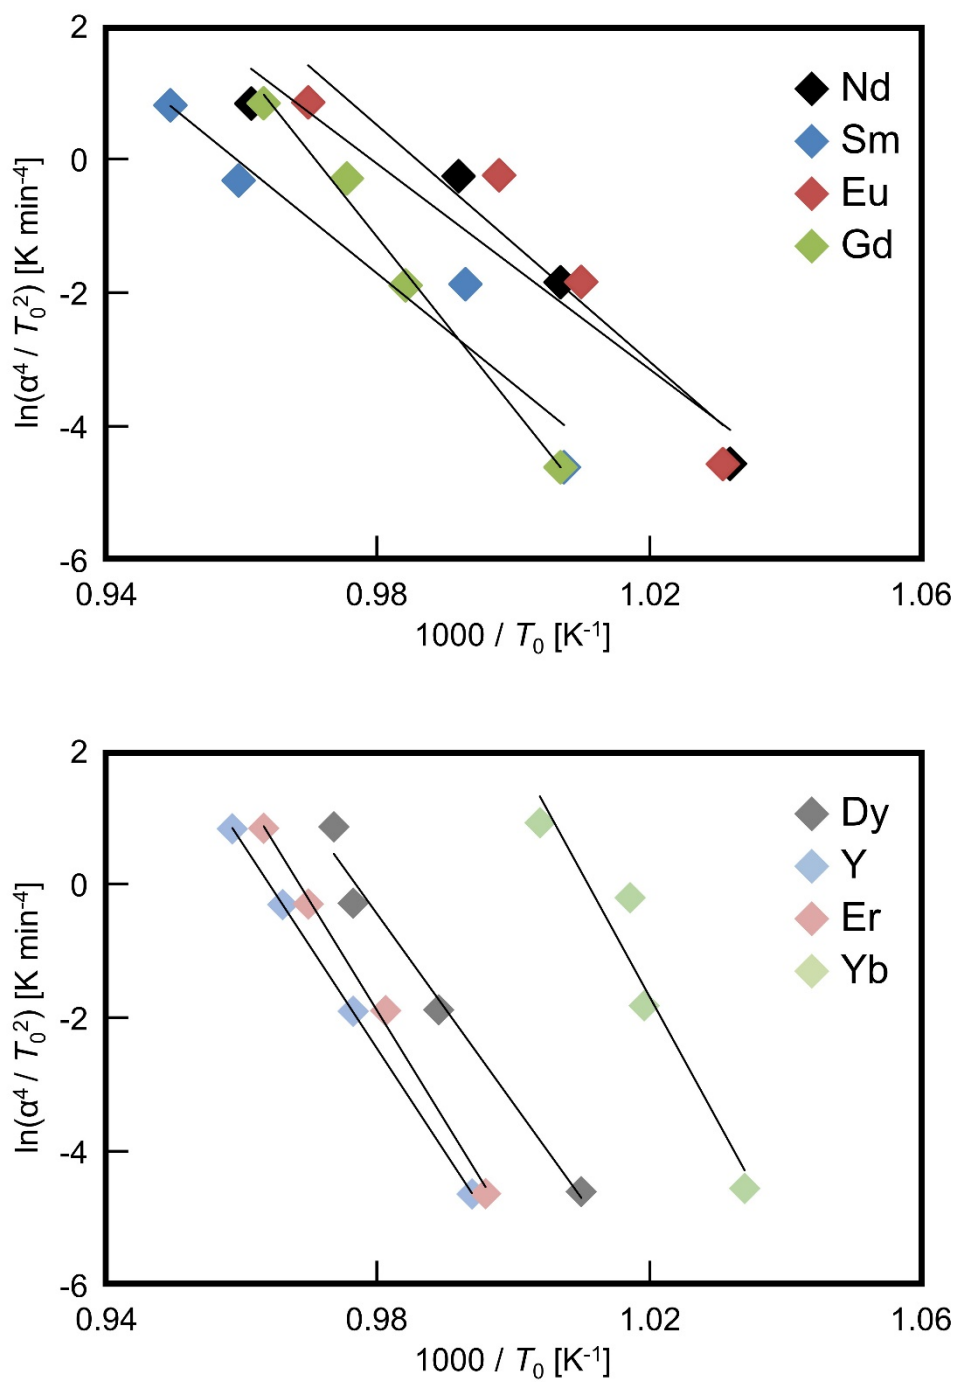 2
0
-2
-4
-6
ln(α⁴ / T₀²) [K min⁻⁴]
Nd
Sm
Eu
Gd
0.94 0.98 1.02 1.06
1000 / T₀ [K⁻¹]
2
0
-2
-4
-6
ln(α⁴ / T₀²) [K min⁻⁴]
Dy
Y
Er
Yb
0.94 0.98 1.02 1.06
1000 / T₀ [K⁻¹]